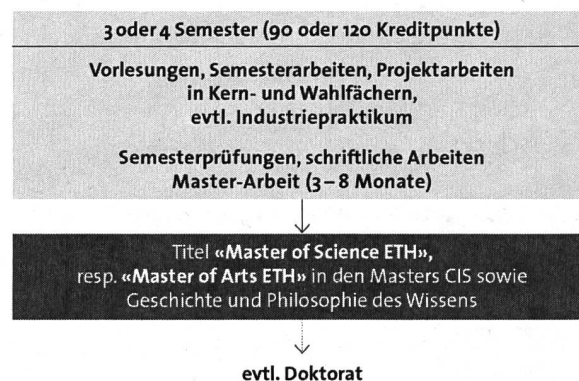 3 oder 4 Semester (90 oder 120 Kreditpunkte)
Vorlesungen, Semesterarbeiten, Projektarbeiten
in Kern- und Wahlfächern,
evtl. Industriepraktikum
Semesterprüfungen, schriftliche Arbeiten
Master-Arbeit (3–8 Monate)
Titel «Master of Science ETH»,
resp. «Master of Arts ETH» in den Masters CIS sowie
Geschichte und Philosophie des Wissens
evtl. Doktorat